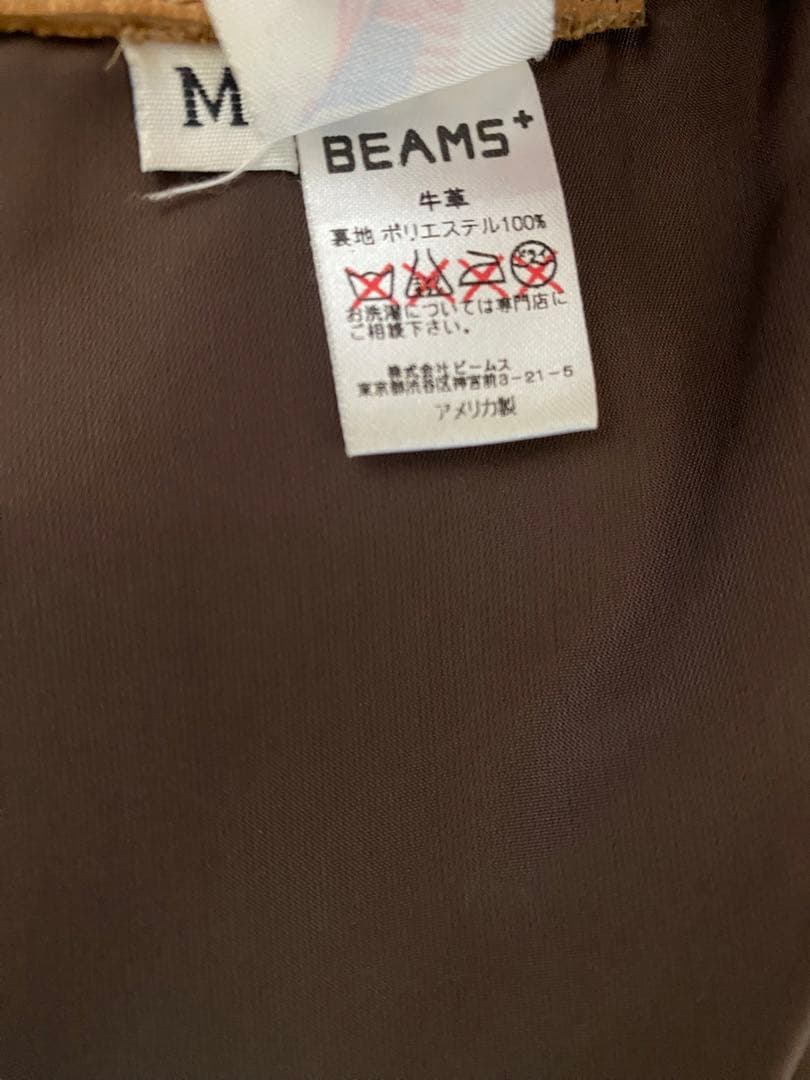 M
BEAMS+
牛革
裏地 ポリエステル100%
お洗濯については専門店に
ご相談下さい。
株式会社ビームス
東京都渋谷区神宮前3-21-5
アメリカ製